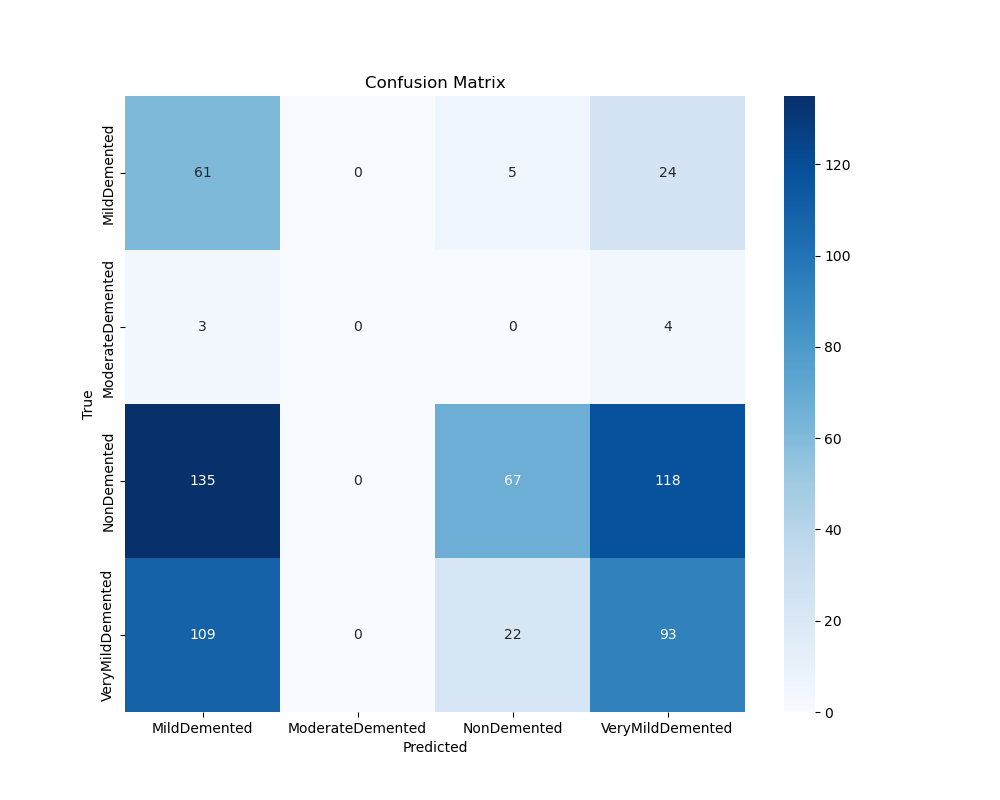 Confusion Matrix
True
MildDemented
61
0
5
24
ModerateDemented
3
0
0
4
NonDemented
135
0
67
118
VeryMildDemented
109
0
22
93
MildDemented
ModerateDemented
NonDemented
VeryMildDemented
Predicted
120
100
80
60
40
20
0